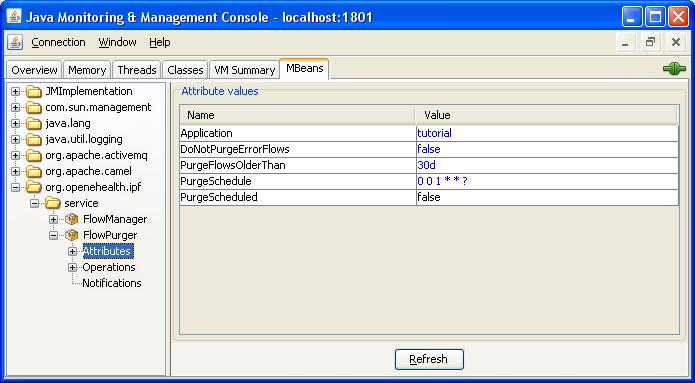 Java Monitoring & Management Console - localhost:1801
Connection Window Help
Overview Memory Threads Classes VM Summary MBeans
JMImplementation
com.sun.management
java.lang
java.util.logging
org.apache.activemq
org.apache.camel
org.openehealth.ipf
service
FlowManager
FlowPurger
Attributes
Operations
Notifications
Attribute values
Name Value
Application tutorial
DoNotPurgeErrorFlows false
PurgeFlowsOlderThan 30d
PurgeSchedule 0 0 1 * * ?
PurgeScheduled false
Refresh